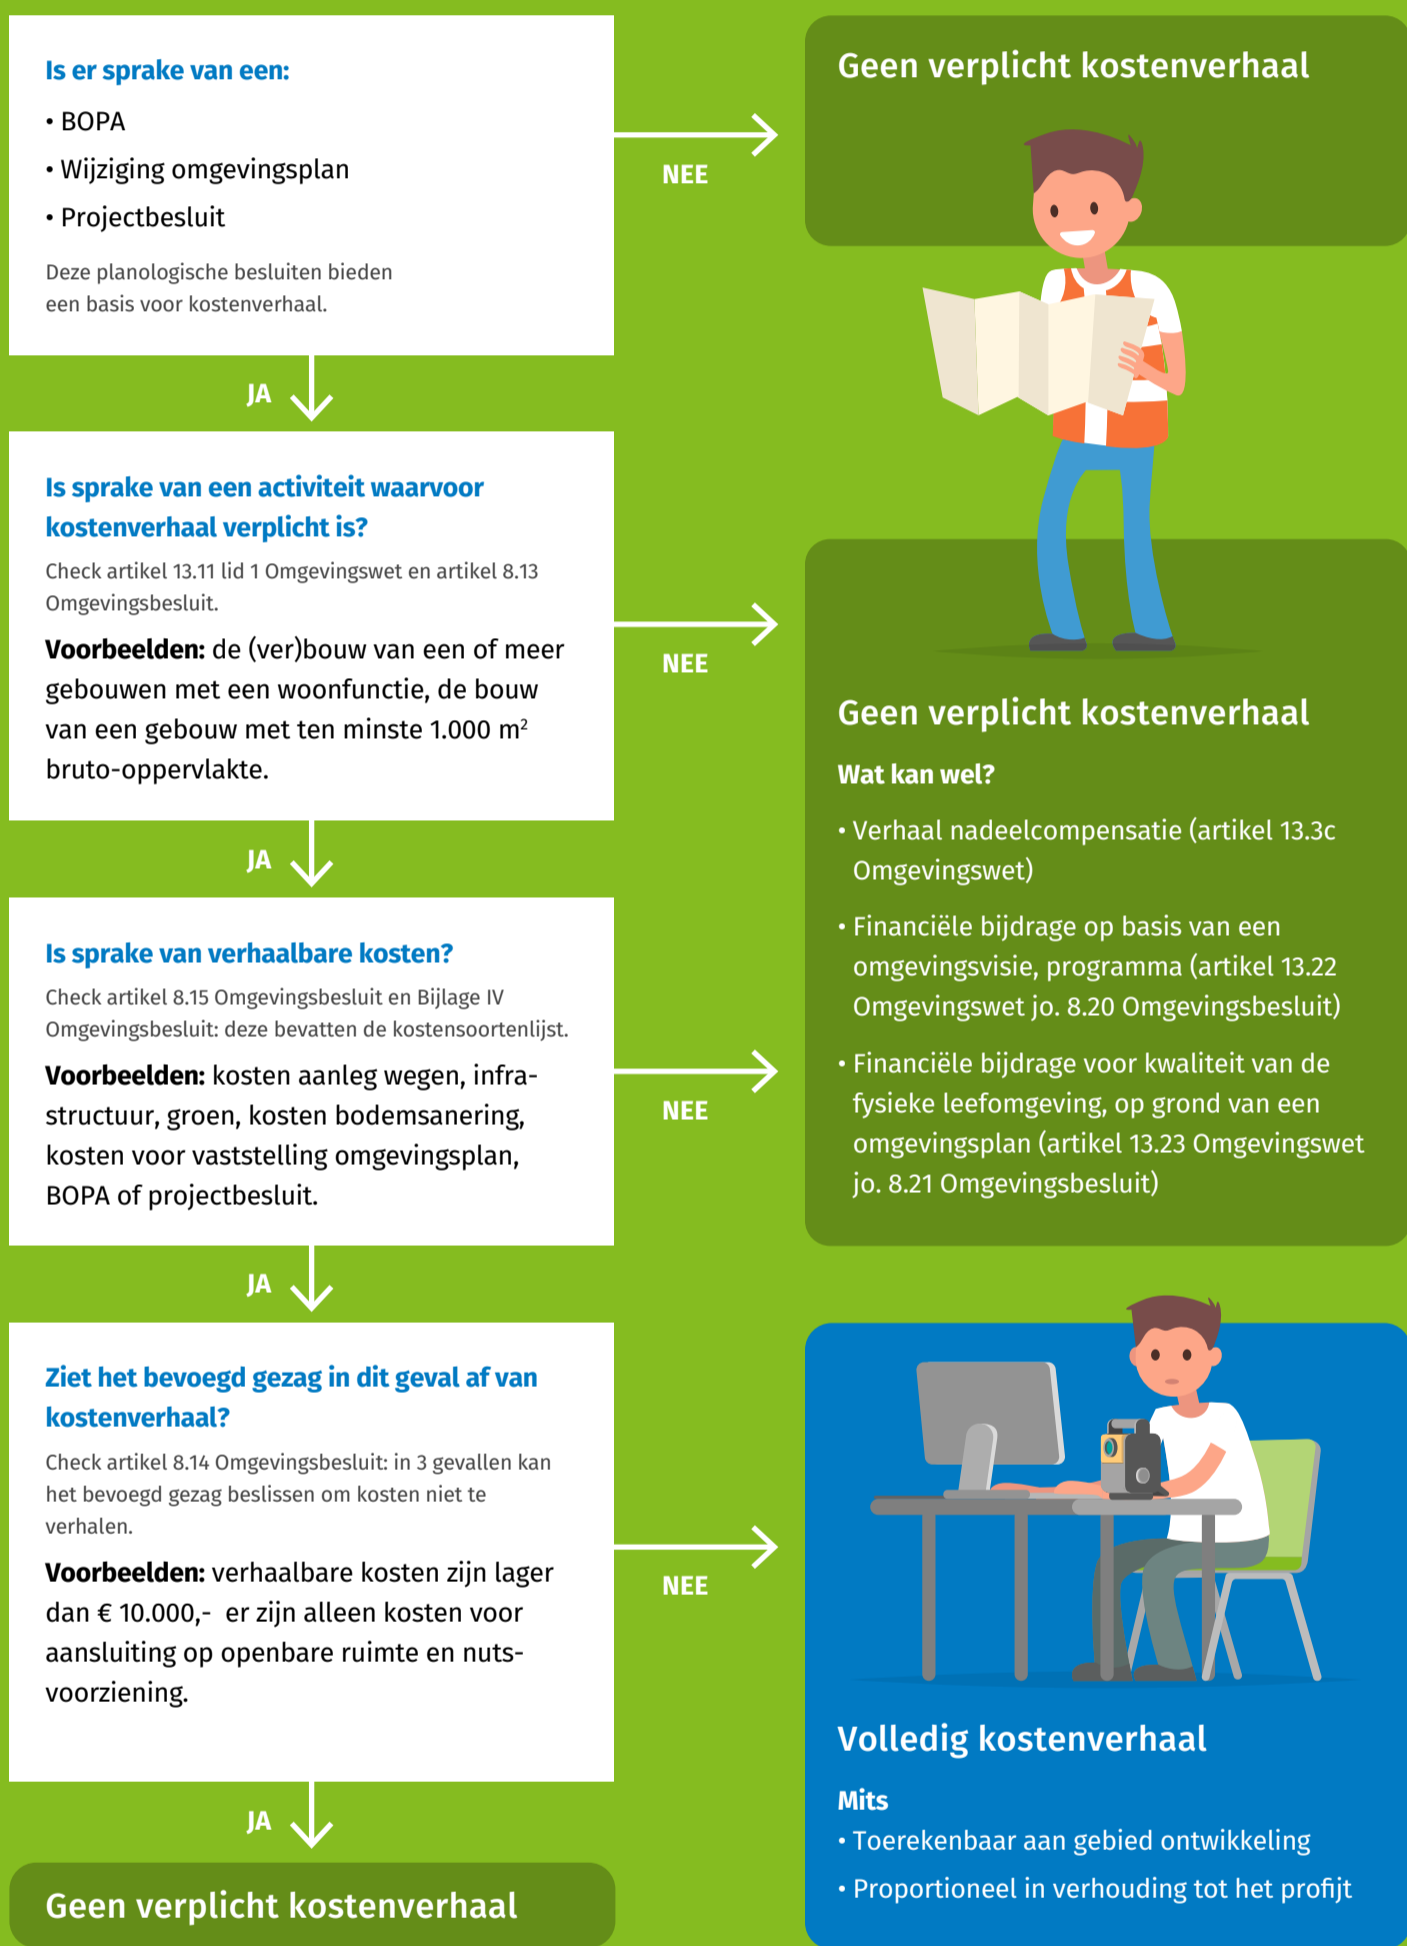 Is er sprake van een:
• BOPA
• Wijziging omgevingsplan
• Projectbesluit
Deze planologische besluiten bieden
een basis voor kostenverhaal.
NEE
Geen verplicht kostenverhaal
JA
Is sprake van een activiteit waarvoor
kostenverhaal verplicht is?
Check artikel 13.11 lid 1 Omgevingswet en artikel 8.13
Omgevingsbesluit.
Voorbeelden: de (ver)bouw van een of meer
gebouwen met een woonfunctie, de bouw
van een gebouw met ten minste 1.000 m²
bruto-oppervlakte.
NEE
JA
Is sprake van verhaalbare kosten?
Check artikel 8.15 Omgevingsbesluit en Bijlage IV
Omgevingsbesluit: deze bevatten de kostensoortenlijst.
Voorbeelden: kosten aanleg wegen, infra-
structuur, groen, kosten bodemsanering,
kosten voor vaststelling omgevingsplan,
BOPA of projectbesluit.
NEE
Geen verplicht kostenverhaal
Wat kan wel?
• Verhaal nadeelcompensatie (artikel 13.3c
Omgevingswet)
• Financiële bijdrage op basis van een
omgevingsvisie, programma (artikel 13.22
Omgevingswet jo. 8.20 Omgevingsbesluit)
• Financiële bijdrage voor kwaliteit van de
fysieke leefomgeving, op grond van een
omgevingsplan (artikel 13.23 Omgevingswet
jo. 8.21 Omgevingsbesluit)
JA
Ziet het bevoegd gezag in dit geval af van
kostenverhaal?
Check artikel 8.14 Omgevingsbesluit: in 3 gevallen kan
het bevoegd gezag beslissen om kosten niet te
verhalen.
Voorbeelden: verhaalbare kosten zijn lager
dan € 10.000,-  er zijn alleen kosten voor
aansluiting op openbare ruimte en nuts-
voorziening.
NEE
Volledig kostenverhaal
Mits
• Toerekenbaar aan gebied ontwikkeling
• Proportioneel in verhouding tot het profijt
JA
Geen verplicht kostenverhaal